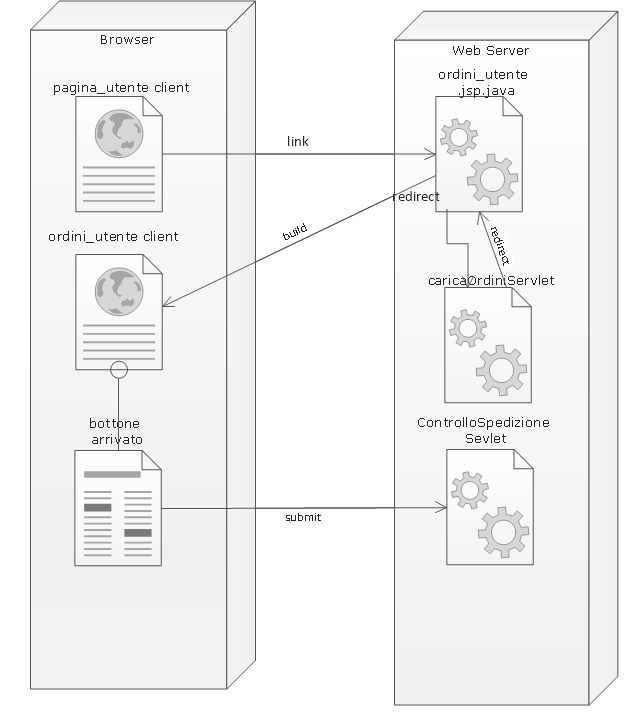 Browser
Web Server
pagina_utente client
ordini_utente
.jsp.java
link
redirect
build
ordini_utente client
redirect
caricaOrdiniServlet
bottone
arrivato
ControlloSpedizione
Sevlet
submit